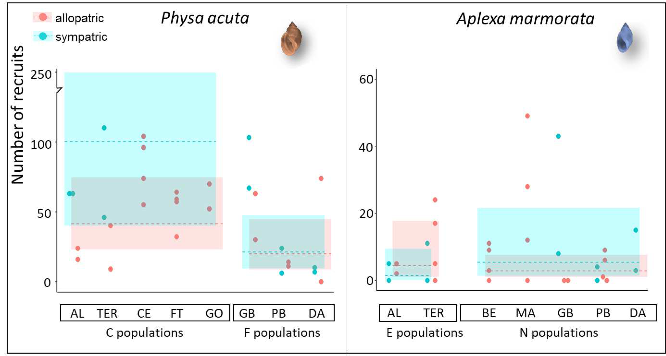 Physa acuta
Aplexa marmorata
allopatric
sympatric
Number of recruits
250
100
50
0
60
40
20
0
AL TER CE FT GO GB PB DA
C populations F populations
AL TER BE MA GB PB DA
E populations N populations